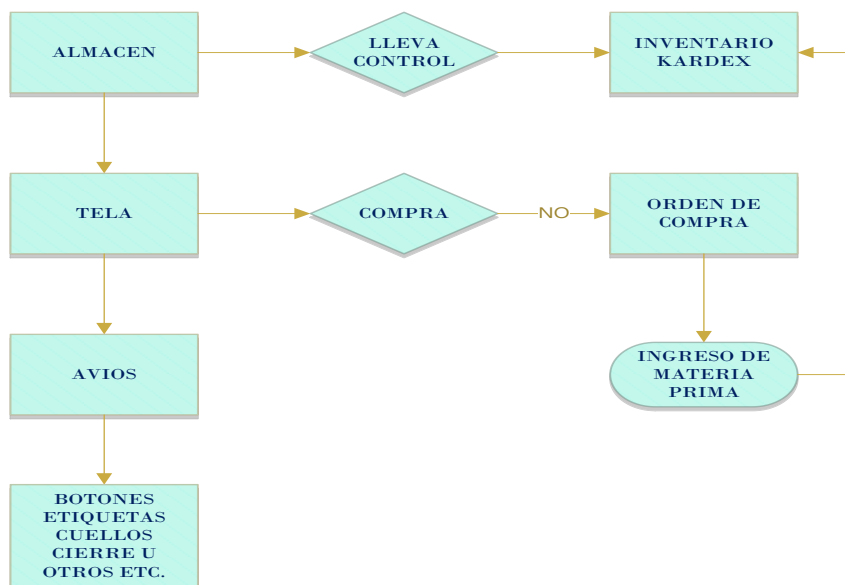 ALMACEN
LLEVA
CONTROL
INVENTARIO
KARDEX
TELA
COMPRA
NO
ORDEN DE
COMPRA
AVIOS
INGRESO DE
MATERIA
PRIMA
BOTONES
ETIQUETAS
CUELLOS
CIERRE U
OTROS ETC.